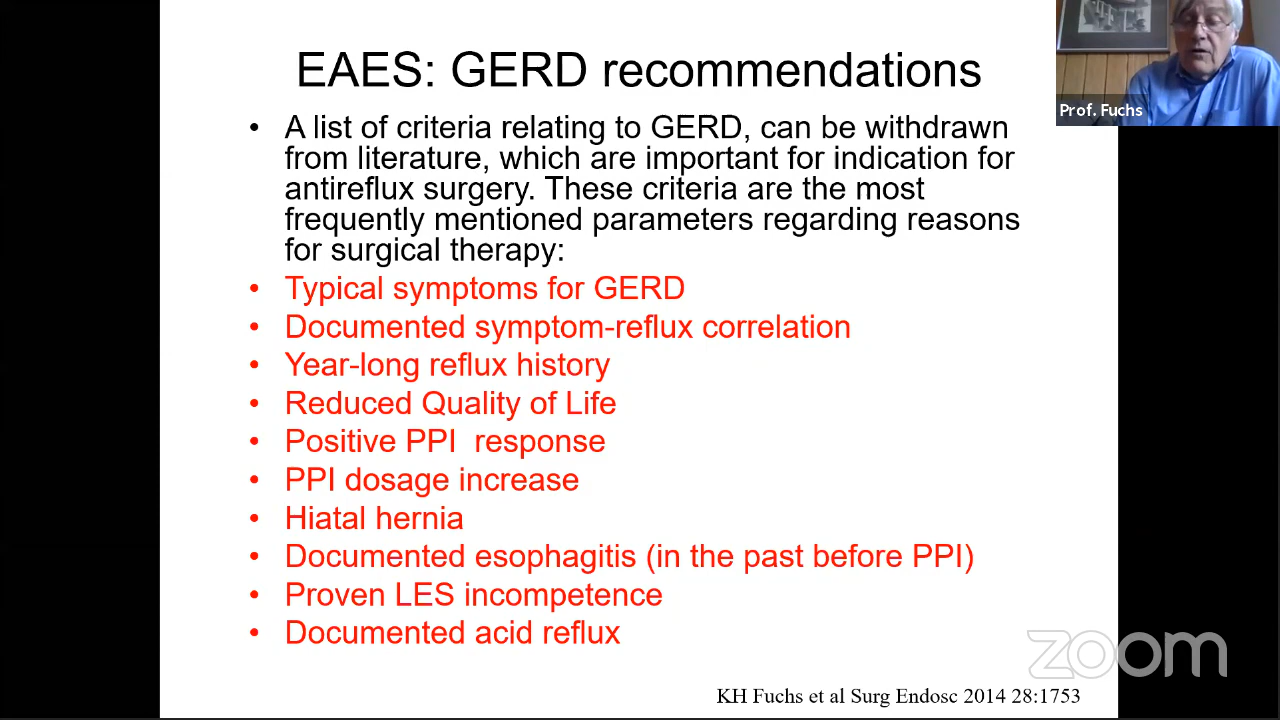 EAES: GERD recommendations
Prof. Fuchs
• A list of criteria relating to GERD, can be withdrawn
from literature, which are important for indication for
antireflux surgery. These criteria are the most
frequently mentioned parameters regarding reasons
for surgical therapy:
• Typical symptoms for GERD
• Documented symptom-reflux correlation
• Year-long reflux history
• Reduced Quality of Life
• Positive PPI  response
• PPI dosage increase
• Hiatal hernia
• Documented esophagitis (in the past before PPI)
• Proven LES incompetence
• Documented acid reflux
zoom
KH Fuchs et al Surg Endosc 2014 28:1753